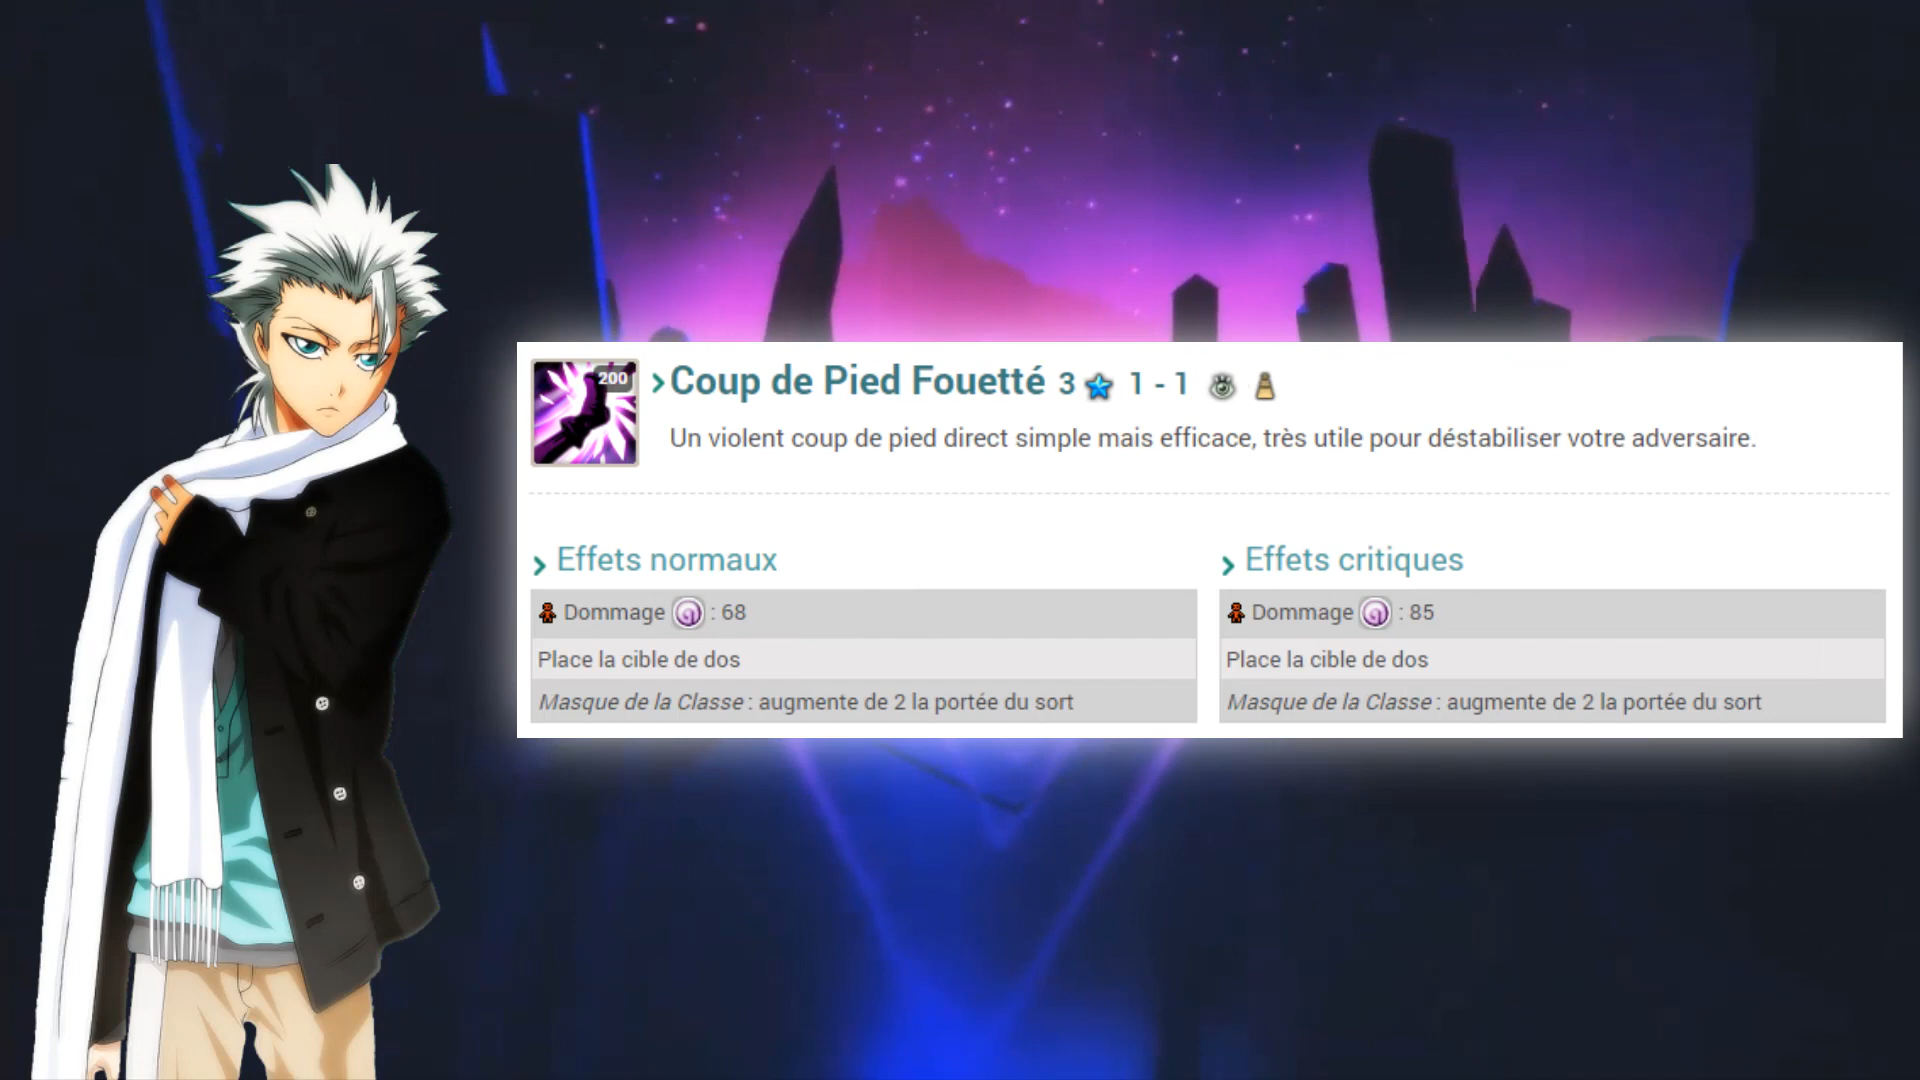 200
Coup de Pied Fouetté 3 1 - 1
Un violent coup de pied direct simple mais efficace, très utile pour déstabiliser votre adversaire.
Effets normaux
Dommage : 68
Place la cible de dos
Masque de la Classe : augmente de 2 la portée du sort
Effets critiques
Dommage : 85
Place la cible de dos
Masque de la Classe : augmente de 2 la portée du sort